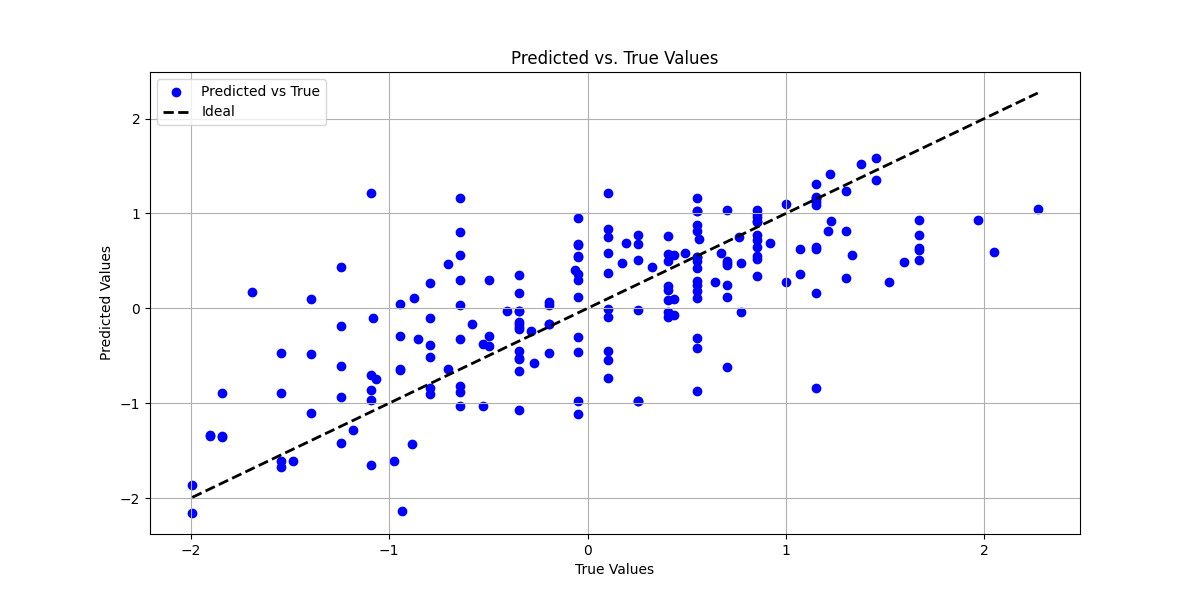 Predicted vs. True Values
Predicted vs True
Ideal
Predicted Values
2
1
0
−1
−2
−2
−1
0
1
2
True Values